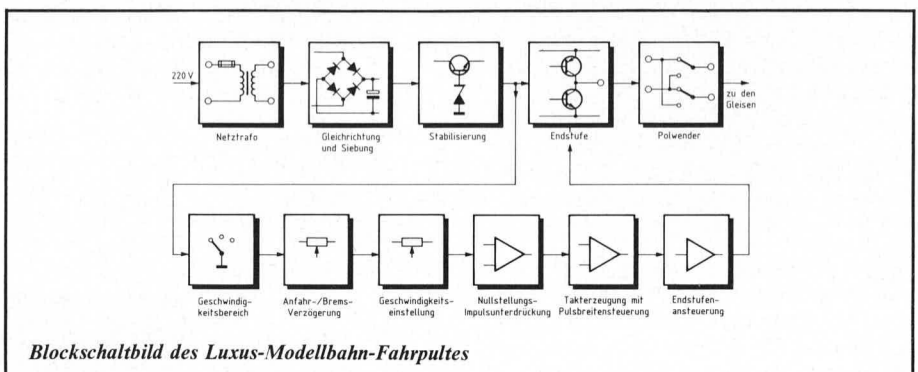 220 V
zu den
Gleisen
Netztrafo
Gleichrichtung
und Siebung
Stabilisierung
Endstufe
Polwender
Geschwindig-
keitsbereich
Anfahr-/Brems-
Verzögerung
Geschwindigkeits-
einstellung
Nullstellungs-
Impulsunterdrückung
Takterzeugung mit
Pulsbreitensteuerung
Endstufen-
ansteuerung
Blockschaltbild des Luxus-Modellbahn-Fahrpultes